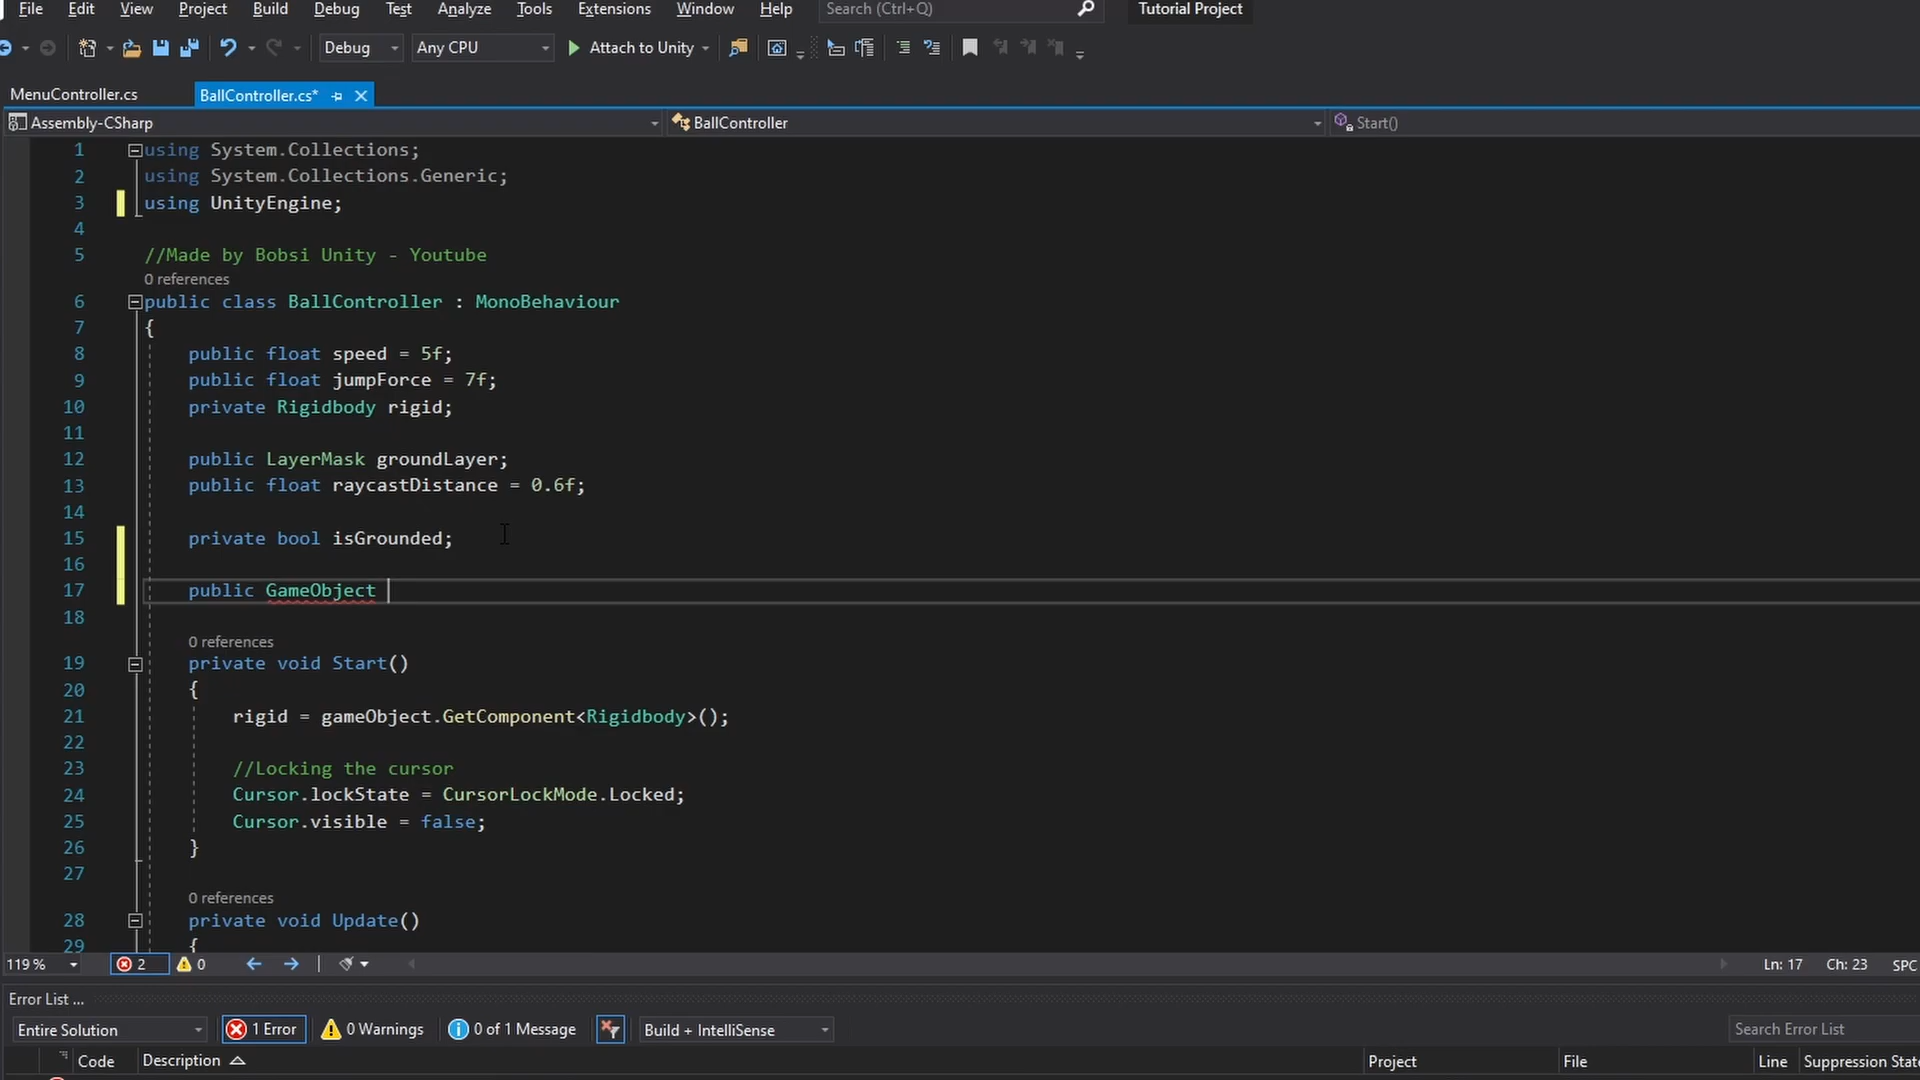 File Edit View Project Build Debug Test Analyze Tools Extensions Window Help Search (Ctrl+Q) Tutorial Project
Debug Any CPU Attach to Unity
MenuController.cs BallController.cs*
Assembly-CSharp BallController Start()
1 using System.Collections;
2 using System.Collections.Generic;
3 using UnityEngine;
4
5 //Made by Bobsi Unity - Youtube
0 references
6 public class BallController : MonoBehaviour
7 {
8 public float speed = 5f;
9 public float jumpForce = 7f;
10 private Rigidbody rigid;
11
12 public LayerMask groundLayer;
13 public float raycastDistance = 0.6f;
14
15 private bool isGrounded;
16
17 public GameObject
18
0 references
19 private void Start()
20 {
21 rigid = gameObject.GetComponent<Rigidbody>();
22
23 //Locking the cursor
24 Cursor.lockState = CursorLockMode.Locked;
25 Cursor.visible = false;
26 }
27
0 references
28 private void Update()
29 {
119 % 2 0 Ln: 17 Ch: 23 SPC
Error List ...
Entire Solution 1 Error 0 Warnings 0 of 1 Message Build + IntelliSense Search Error List
Code Description Project File Line Suppression State